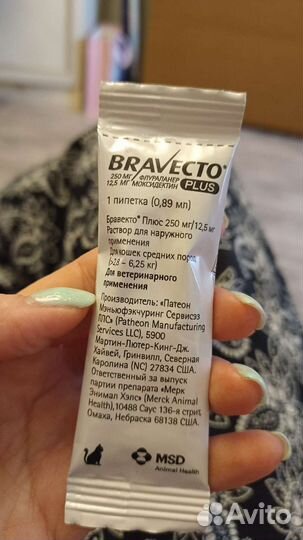 BRAVECTO®
250 МГ ФЛУРАЛАНЕР
12,5 МГ МОКСИДЕКТИН PLUS
1 пипетка (0,89 мл)
Бравекто® Плюс 250 мг/12,5 мг
Раствор для наружного
применения
Для кошек средних пород
(>2,8 – 6,25 кг)
Для ветеринарного
применения
Производитель: «Патеон
Мэньюфэкчуринг Сервисэз
ЛЛС» (Patheon Manufacturing
Services LLC), 5900
Мартин-Лютер-Кинг-Дж.
Хайвей, Гринвилл, Северная
Каролина (NC) 27834 США.
Ответственный за выпуск
партии препарата «Мерк
Энимал Хэлс» (Merck Animal
Health), 10488 Саус 136-я стрит,
Омаха, Небраска 68138 США.
MSD
Animal Health
Avito